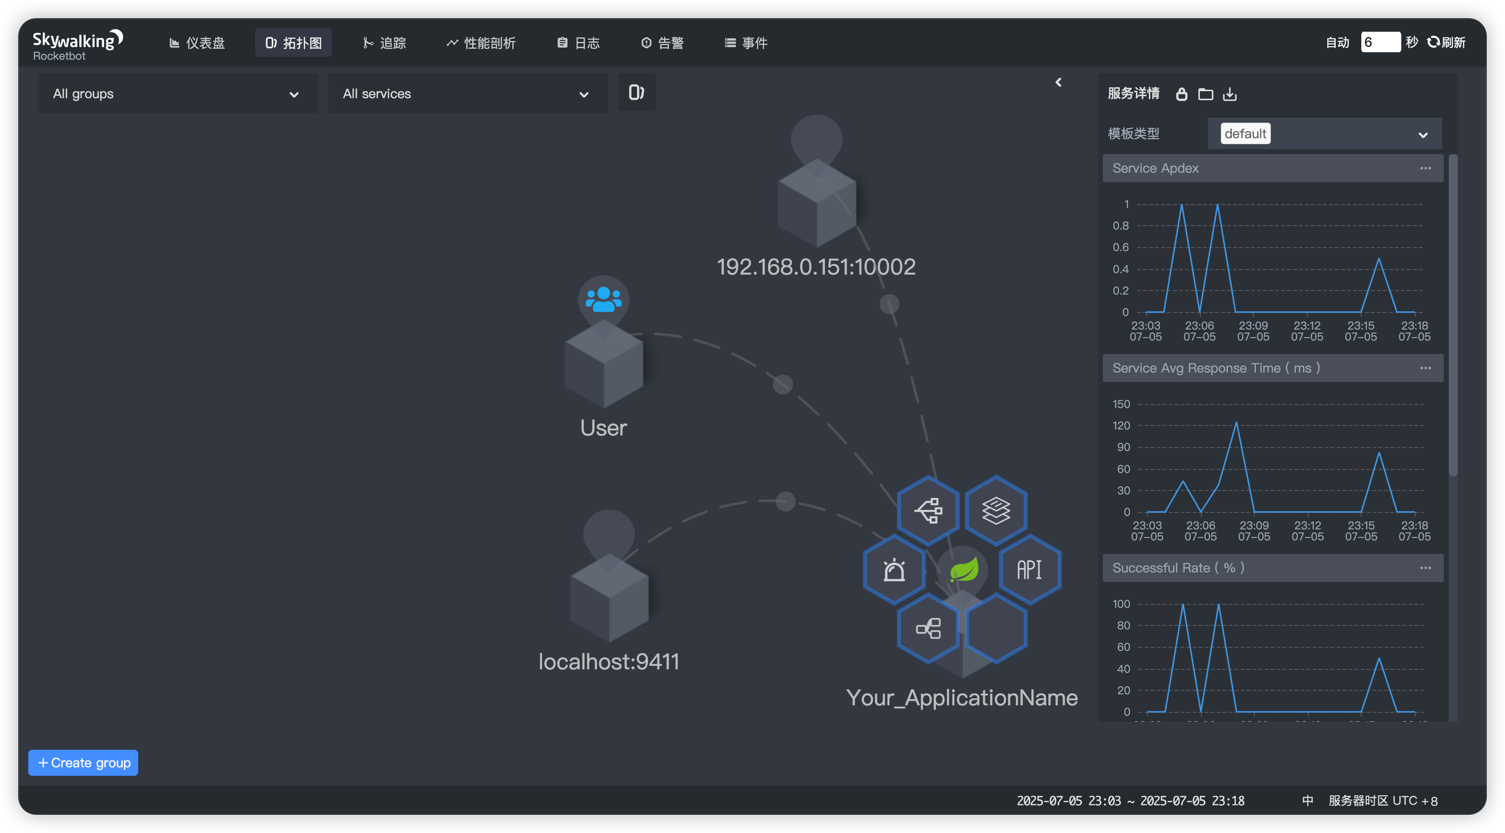 Skywalking
Rocketbot
仪表盘
拓扑图
追踪
性能剖析
日志
告警
事件
自动 6 秒 刷新
All groups
All services
服务详情
模板类型 default
Service Apdex
1
0.8
0.6
0.4
0.2
0
23:03 23:06 23:09 23:12 23:15 23:18
07-05 07-05 07-05 07-05 07-05 07-05
Service Avg Response Time ( ms )
150
120
90
60
30
0
23:03 23:06 23:09 23:12 23:15 23:18
07-05 07-05 07-05 07-05 07-05 07-05
Successful Rate ( % )
100
80
60
40
20
0
192.168.0.151:10002
User
localhost:9411
API
Your_ApplicationName
+ Create group
2025-07-05 23:03 ~ 2025-07-05 23:18
中
服务器时区 UTC +8